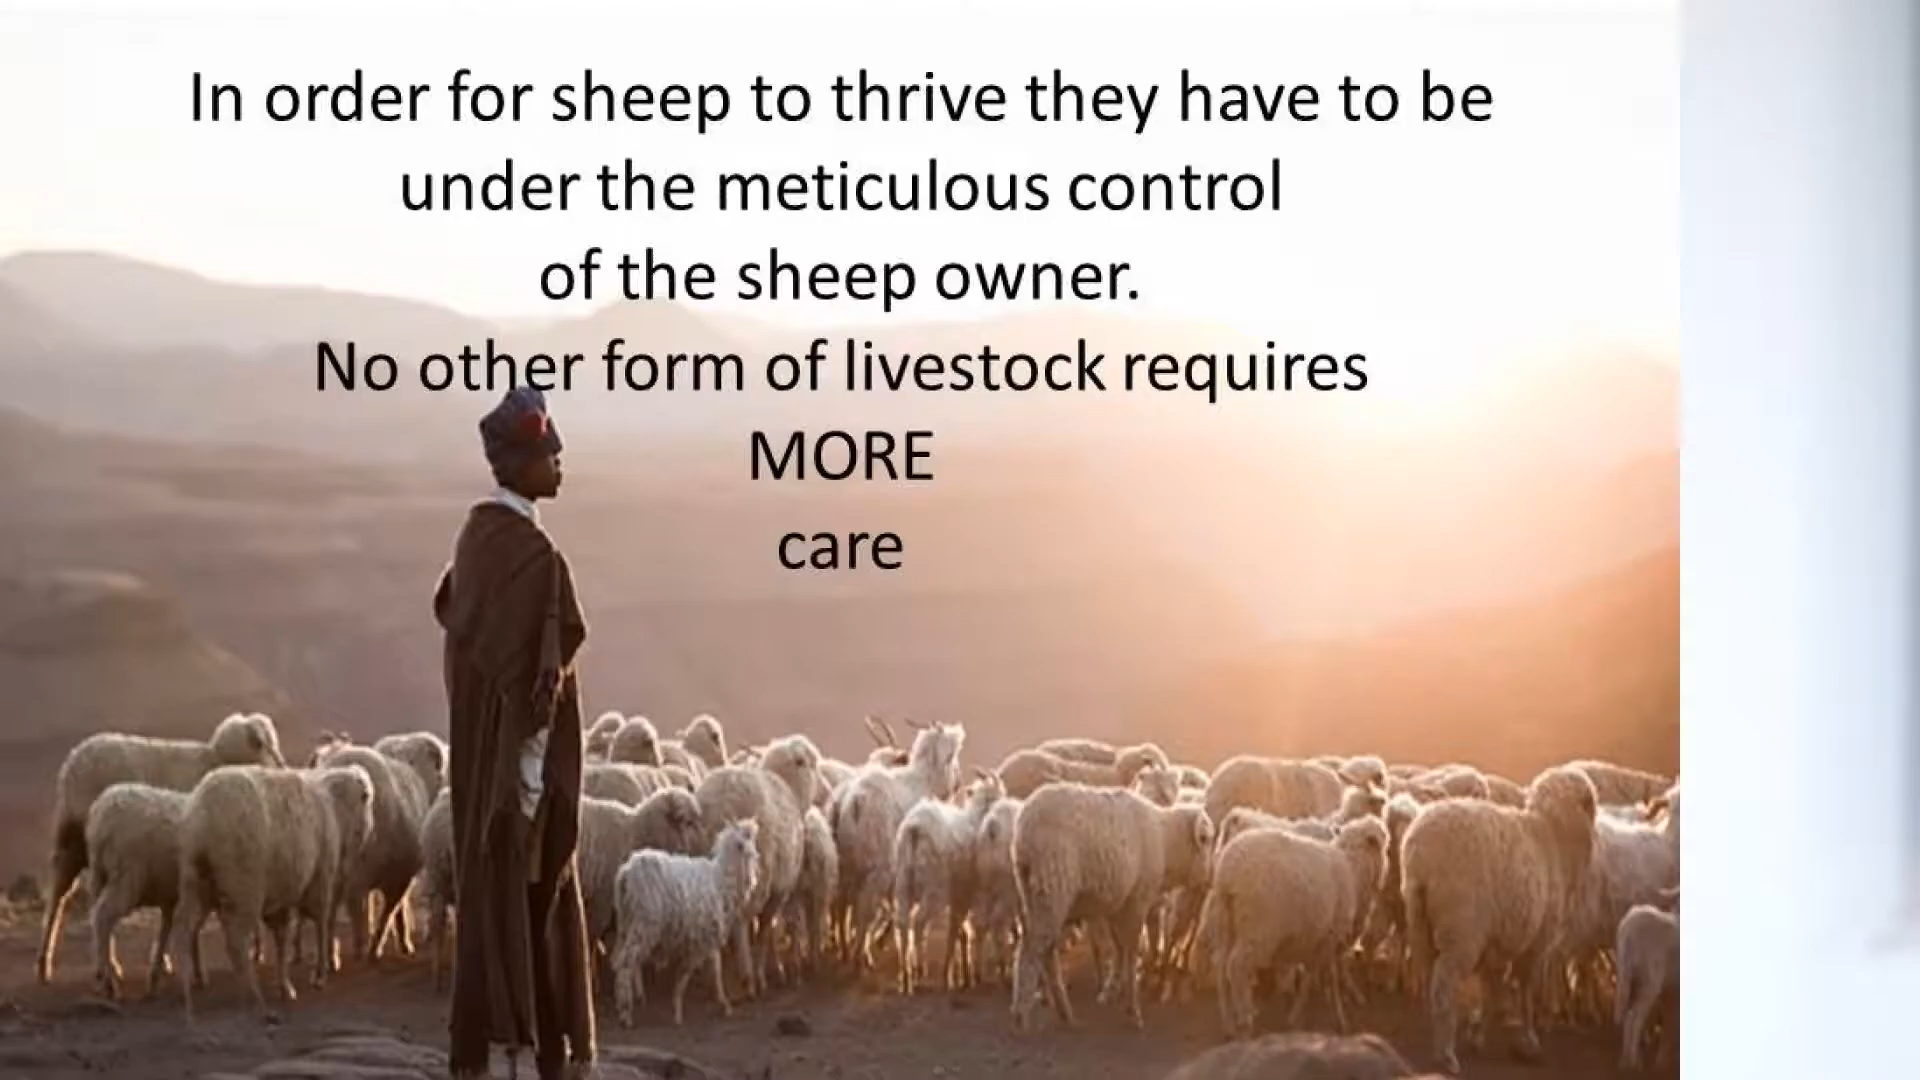 In order for sheep to thrive they have to be
under the meticulous control
of the sheep owner.
No other form of livestock requires
MORE
care